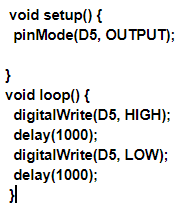 void setup() {
pinMode(D5, OUTPUT);
}
void loop() {
digitalWrite(D5, HIGH);
delay(1000);
digitalWrite(D5, LOW);
delay(1000);
}